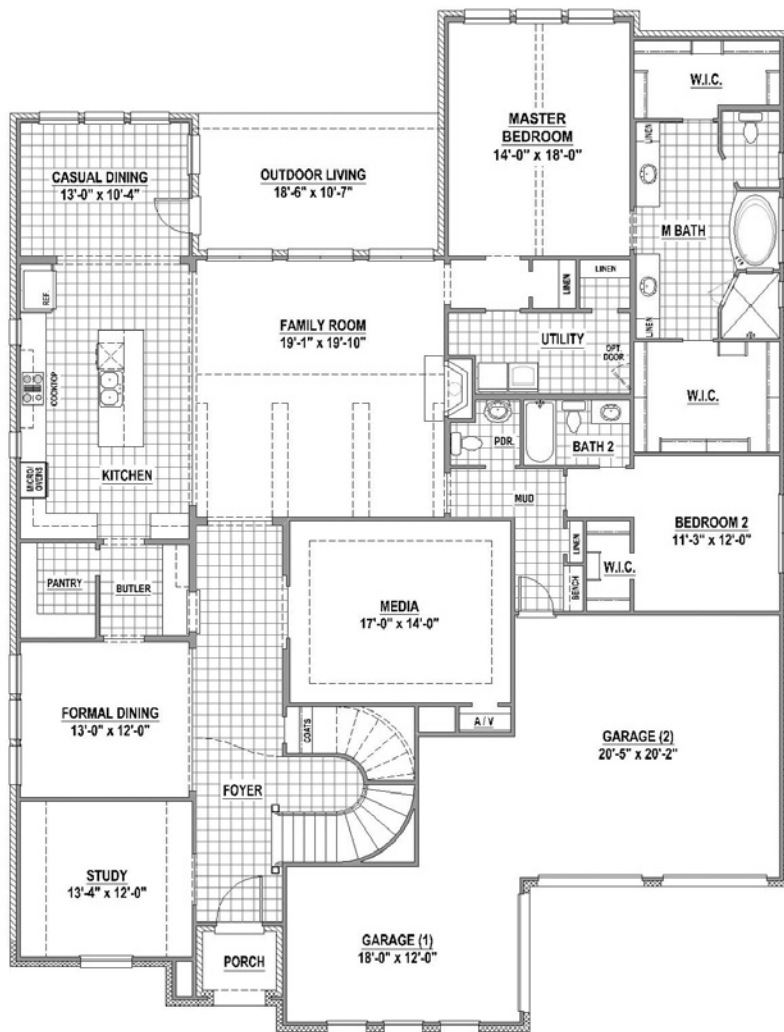 W.I.C.
MASTER
BEDROOM
14'-0" x 18'-0"
LINEN
CASUAL DINING
13'-0" x 10'-4"
OUTDOOR LIVING
18'-6" x 10'-7"
M BATH
REF.
LINEN
LINEN
FAMILY ROOM
19'-1" x 19'-10"
LINEN
UTILITY
OPT.
DOOR
COOKTOP
W.I.C.
PDR.
BATH 2
MICRO/
OVENS
KITCHEN
MUD
BEDROOM 2
11'-3" x 12'-0"
LINEN
W.I.C.
PANTRY
BUTLER
BENCH
MEDIA
17'-0" x 14'-0"
FORMAL DINING
13'-0" x 12'-0"
COATS
A / V
GARAGE (2)
20'-5" x 20'-2"
FOYER
STUDY
13'-4" x 12'-0"
GARAGE (1)
18'-0" x 12'-0"
PORCH